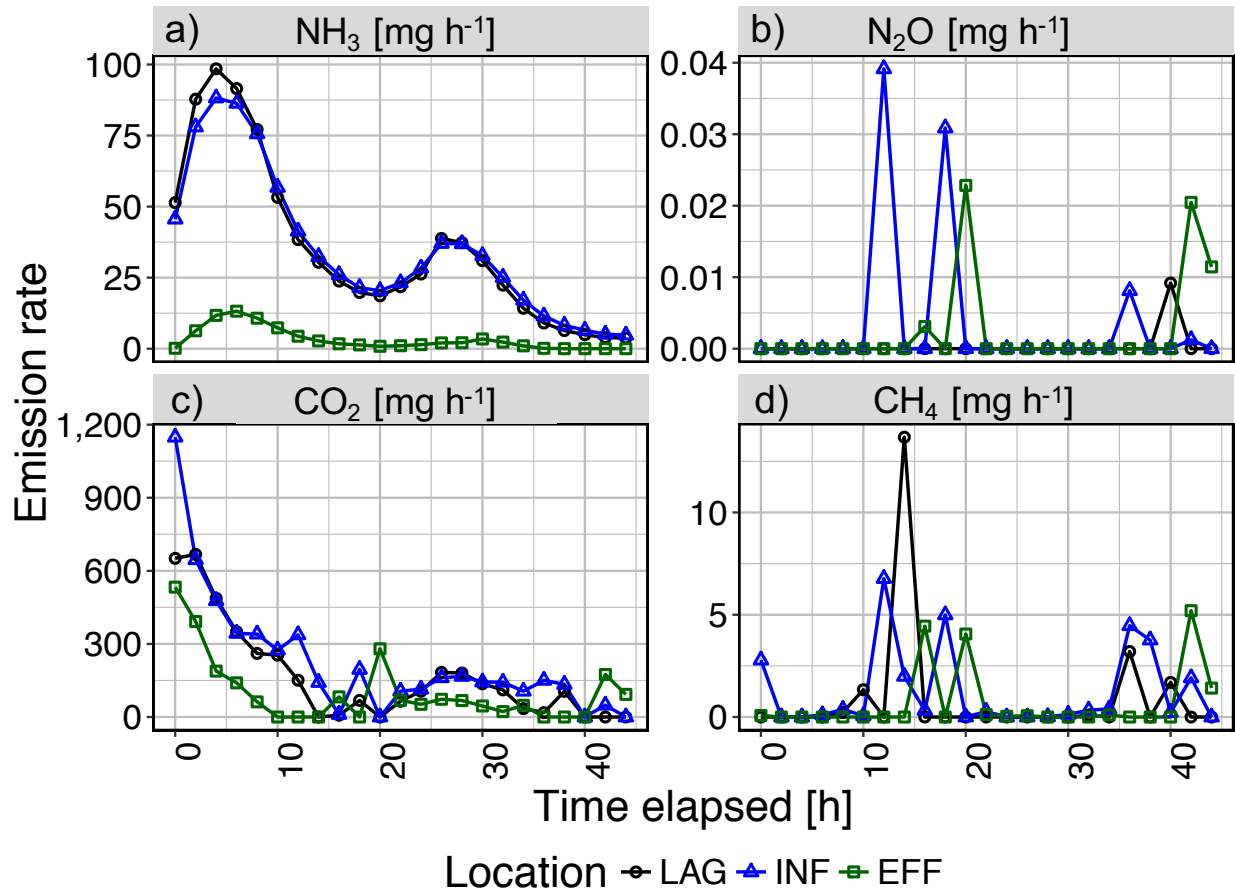 a) NH₃ [mg h⁻¹]
b) N₂O [mg h⁻¹]
100
75
50
25
0
0.04
0.03
0.02
0.01
0.00
c) CO₂ [mg h⁻¹]
d) CH₄ [mg h⁻¹]
1,200
900
600
300
0
10
5
0
0 10 20 30 40
0 10 20 30 40
Emission rate
Time elapsed [h]
Location LAG INF EFF